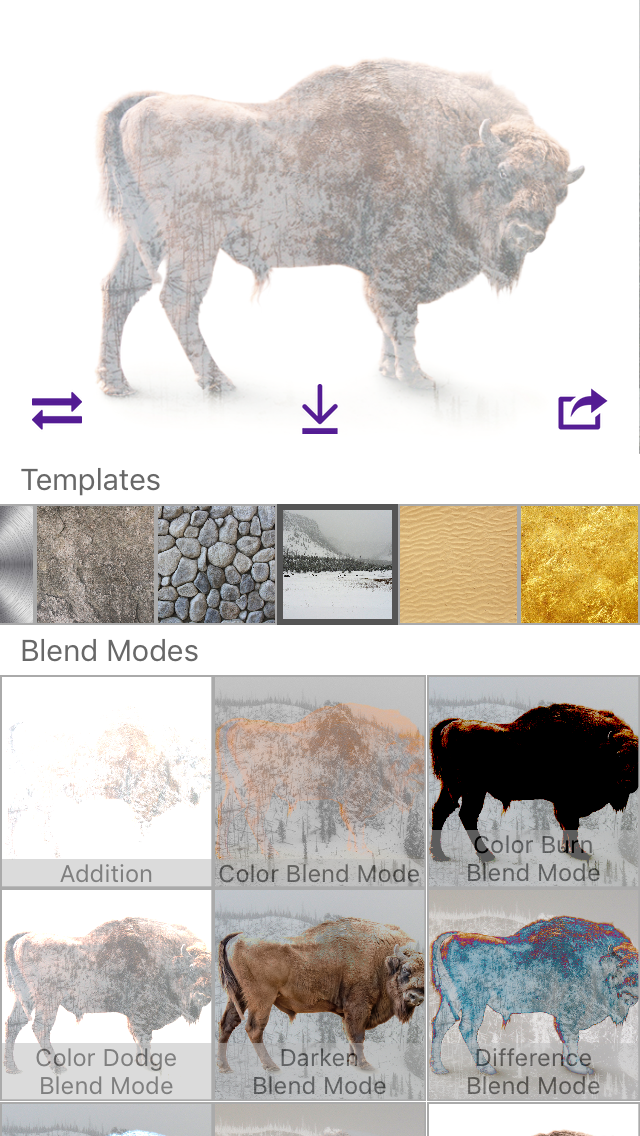 Templates
Blend Modes
Addition
Color Blend Mode
Color Burn
Blend Mode
Color Dodge
Blend Mode
Darken
Blend Mode
Difference
Blend Mode